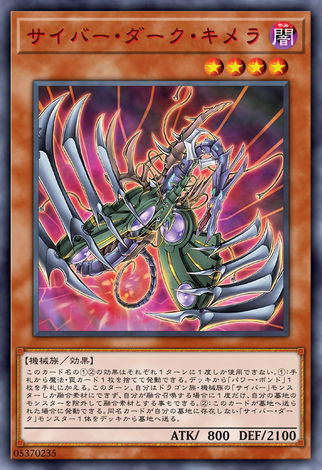 サイバー・ダーク・キメラ
闇
やみ
【機械族／効果】
このカード名の①②の効果はそれぞれ１ターンに１度しか使用できない。①：手
札から魔法・罠カード１枚を捨てて発動できる。デッキから「パワー・ボンド」１
枚を手札に加える。このターン、自分はドラゴン族・機械族の「サイバー」モンス
ターしか融合素材にできず、自分が融合召喚する場合に１度だけ、自分の墓地の
モンスターを除外して融合素材とする事もできる。②：このカードが墓地へ送ら
れた場合に発動できる。同名カードが自分の墓地に存在しない「サイバー・ダー
ク」モンスター１体をデッキから墓地へ送る。
ATK/ 800 DEF/2100
05370235